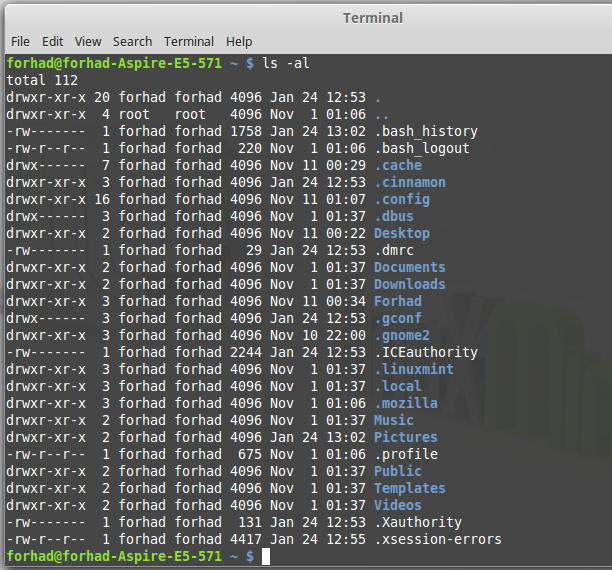 Terminal
File Edit View Search Terminal Help
forhad@forhad-Aspire-E5-571 ~ $ ls -al
total 112
drwxr-xr-x 20 forhad forhad 4096 Jan 24 12:53 .
drwxr-xr-x  4 root   root   4096 Nov  1 01:06 ..
-rw-------  1 forhad forhad 1758 Jan 24 13:02 .bash_history
-rw-r--r--  1 forhad forhad  220 Nov  1 01:06 .bash_logout
drwx------  7 forhad forhad 4096 Nov 11 00:29 .cache
drwxr-xr-x  3 forhad forhad 4096 Jan 24 12:53 .cinnamon
drwxr-xr-x 16 forhad forhad 4096 Nov 11 01:07 .config
drwx------  3 forhad forhad 4096 Nov  1 01:37 .dbus
drwxr-xr-x  2 forhad forhad 4096 Nov 11 00:22 Desktop
-rw-------  1 forhad forhad   29 Jan 24 12:53 .dmrc
drwxr-xr-x  2 forhad forhad 4096 Nov  1 01:37 Documents
drwxr-xr-x  2 forhad forhad 4096 Nov  1 01:37 Downloads
drwxr-xr-x  3 forhad forhad 4096 Nov 11 00:34 Forhad
drwx------  3 forhad forhad 4096 Jan 24 12:53 .gconf
drwxr-xr-x  3 forhad forhad 4096 Nov 10 22:00 .gnome2
-rw-------  1 forhad forhad 2244 Jan 24 12:53 .ICEauthority
drwxr-xr-x  3 forhad forhad 4096 Nov  1 01:37 .linuxmint
drwxr-xr-x  3 forhad forhad 4096 Nov  1 01:37 .local
drwxr-xr-x  3 forhad forhad 4096 Nov  1 01:06 .mozilla
drwxr-xr-x  2 forhad forhad 4096 Nov  1 01:37 Music
drwxr-xr-x  2 forhad forhad 4096 Jan 24 13:02 Pictures
-rw-r--r--  1 forhad forhad  675 Nov  1 01:06 .profile
drwxr-xr-x  2 forhad forhad 4096 Nov  1 01:37 Public
drwxr-xr-x  2 forhad forhad 4096 Nov  1 01:37 Templates
drwxr-xr-x  2 forhad forhad 4096 Nov  1 01:37 Videos
-rw-------  1 forhad forhad  131 Jan 24 12:53 .Xauthority
-rw-r--r--  1 forhad forhad 4417 Jan 24 12:55 .xsession-errors
forhad@forhad-Aspire-E5-571 ~ $